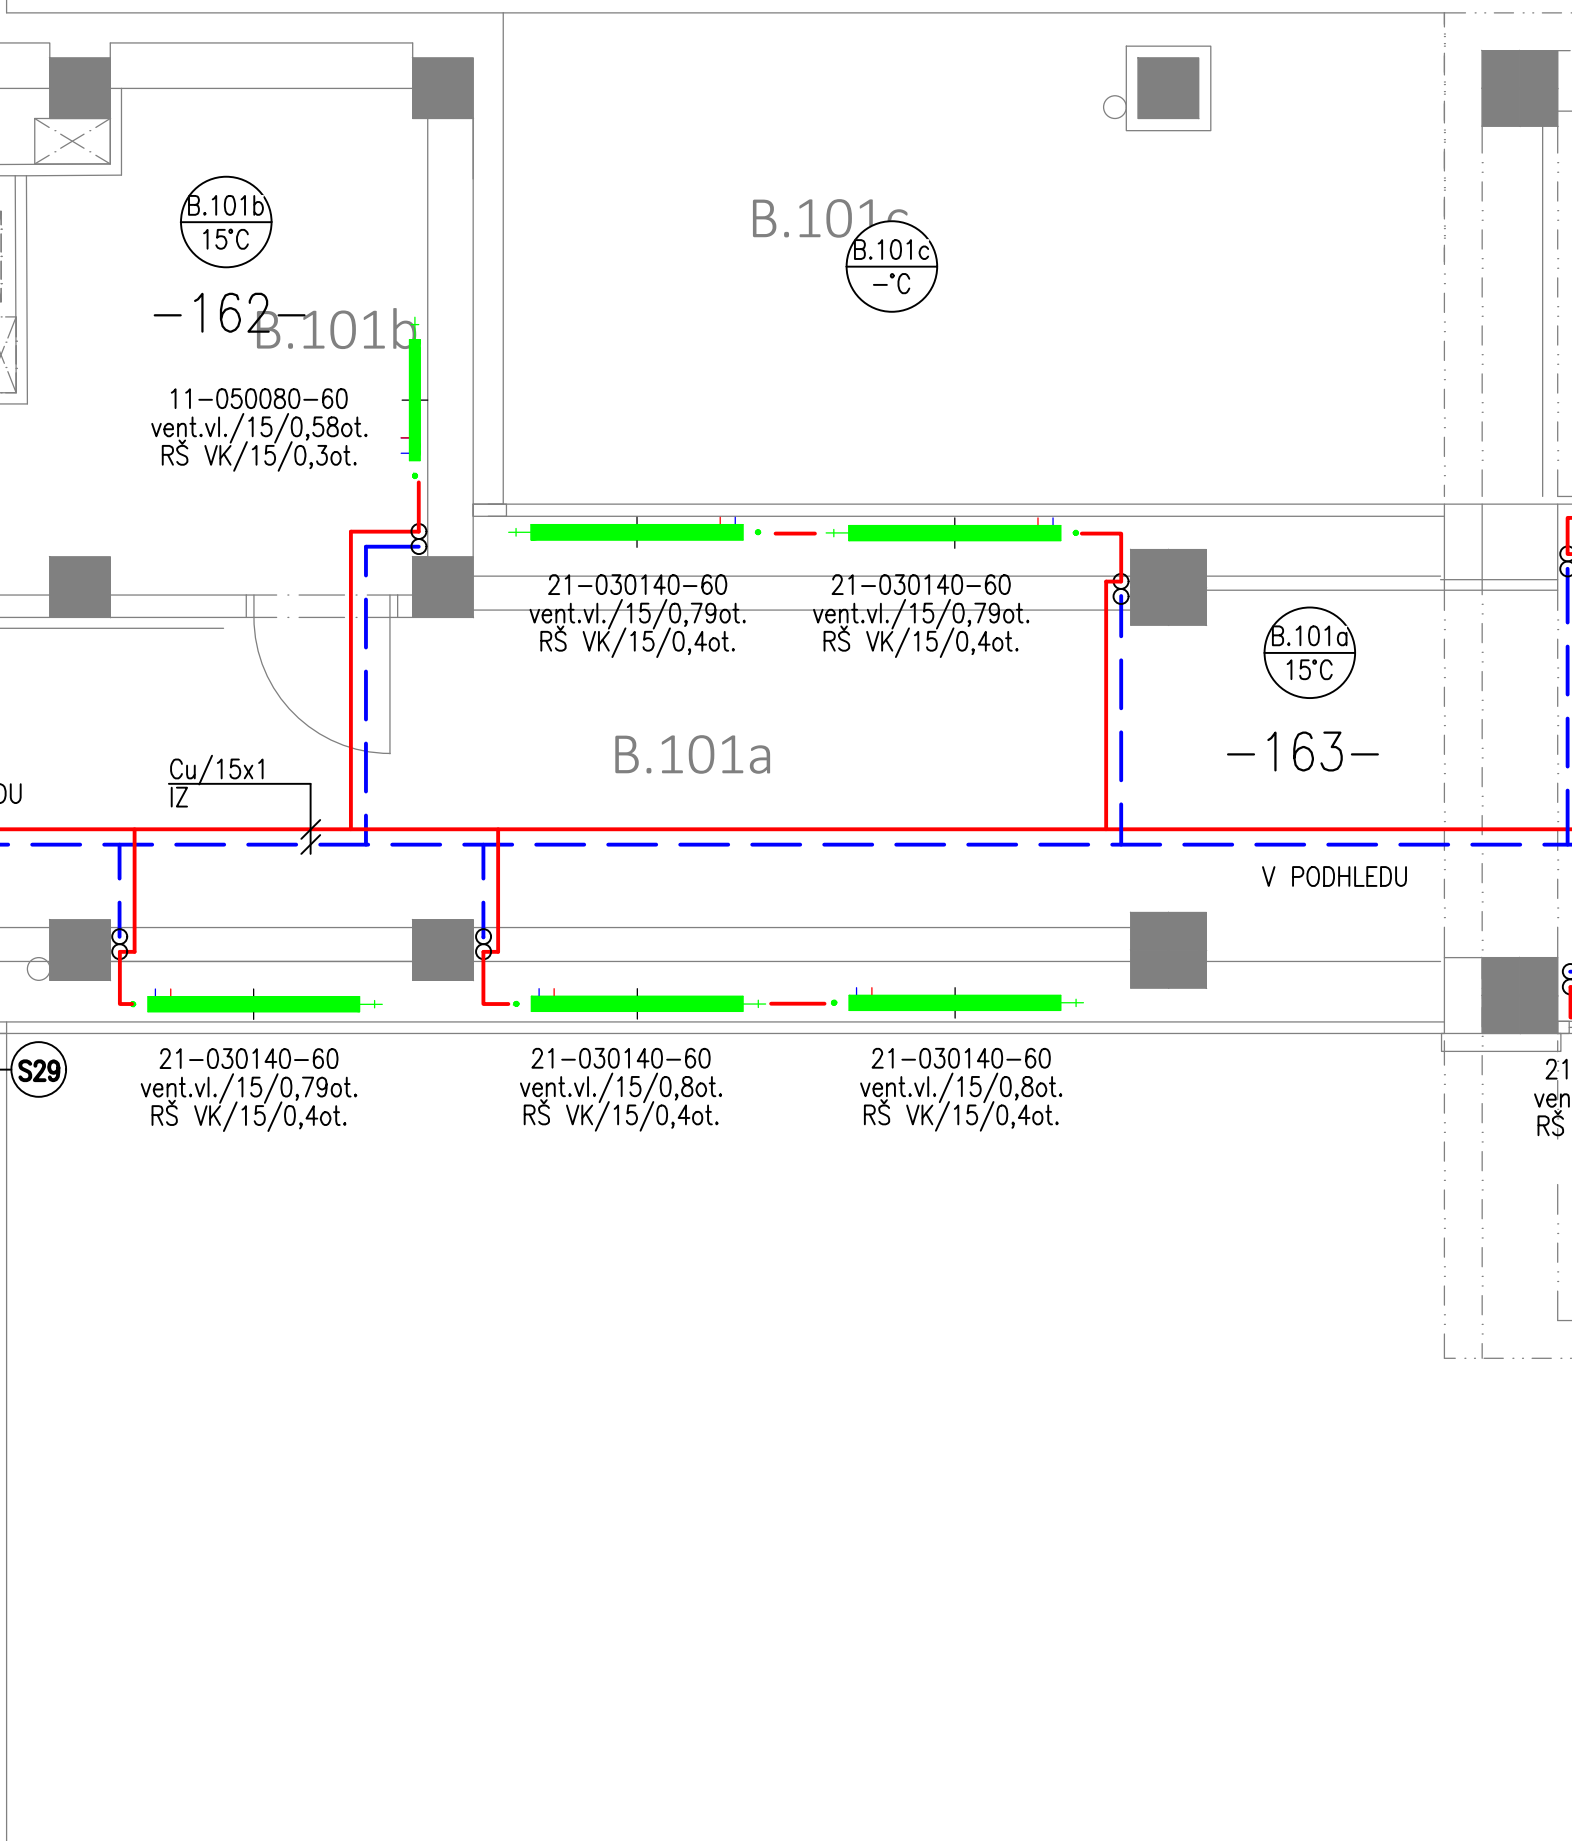 B.101b
15°C
-162-
B.101b
11-050080-60
vent.vl./15/0,58ot.
RŠ VK/15/0,3ot.
B.101c
B.101c
-°C
21-030140-60
vent.vl./15/0,79ot.
RŠ VK/15/0,4ot.
21-030140-60
vent.vl./15/0,79ot.
RŠ VK/15/0,4ot.
B.101a
15°C
-163-
B.101a
Cu/15x1
IZ
DU
V PODHLEDU
S29
21-030140-60
vent.vl./15/0,79ot.
RŠ VK/15/0,4ot.
21-030140-60
vent.vl./15/0,8ot.
RŠ VK/15/0,4ot.
21-030140-60
vent.vl./15/0,8ot.
RŠ VK/15/0,4ot.
21
ven
RŠ